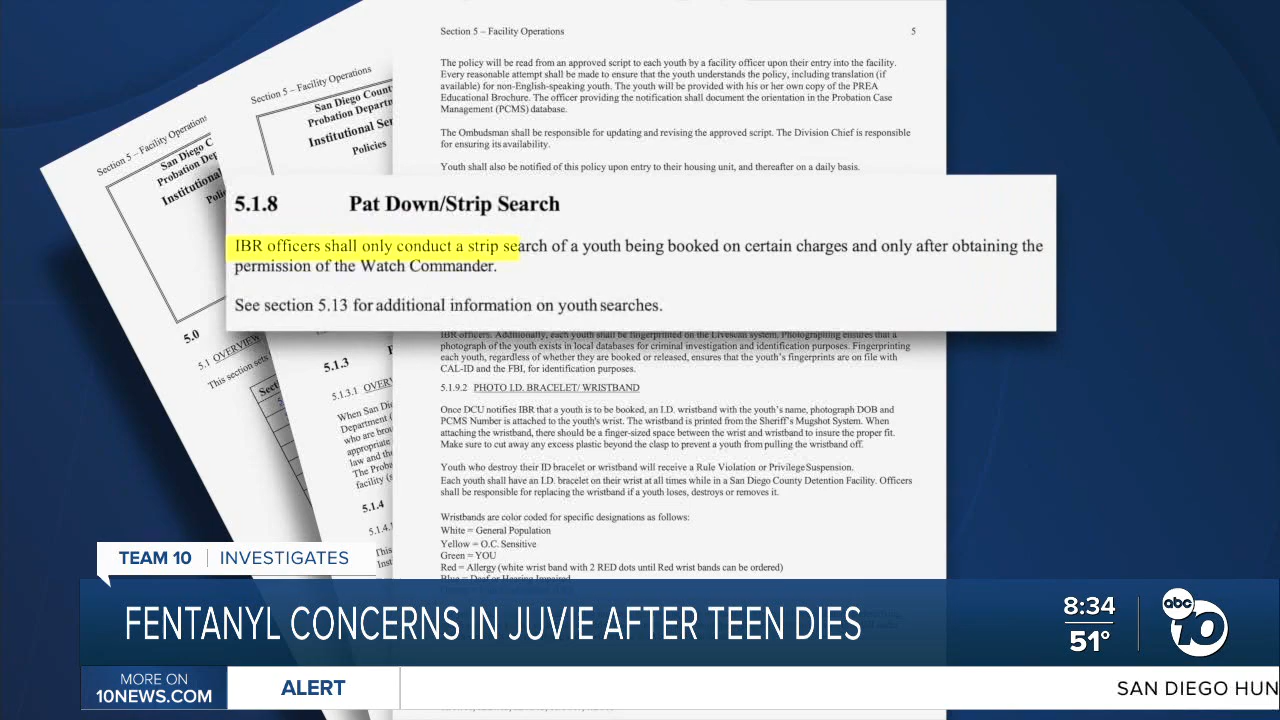 Section 5 – Facility Operations 5
The policy will be read from an approved script to each youth by a facility officer upon their entry into the facility.
Every reasonable attempt shall be made to ensure that the youth understands the policy, including translation (if
available) for non-English-speaking youth. The youth will be provided with his or her own copy of the PREA
Educational Brochure. The officer providing the notification shall document the orientation in the Probation Case
Management (PCMS) database.
The Ombudsman shall be responsible for updating and revising the approved script. The Division Chief is responsible
for ensuring its availability.
Youth shall also be notified of this policy upon entry to their housing unit, and thereafter on a daily basis.
Section 5 – Facility Operations
San Diego Count
Probation Departm
Institutional Ser
Policies
Section 5 – Facility Operations
San Diego C
Probation Dep
Institutional
5.1.8 Pat Down/Strip Search
IBR officers shall only conduct a strip search of a youth being booked on certain charges and only after obtaining the
permission of the Watch Commander.
See section 5.13 for additional information on youth searches.
IBR officers. Additionally, each youth shall be fingerprinted on the Livescan system. Photographing ensures that a
photograph of the youth exists in local databases for criminal investigation and identification purposes. Fingerprinting
each youth, regardless of whether they are booked or released, ensures that the youth's fingerprints are on file with
CAL-ID and the FBI, for identification purposes.
5.1.9.2 PHOTO I.D. BRACELET/ WRISTBAND
Once DCU notifies IBR that a youth is to be booked, an I.D. wristband with the youth's name, photograph DOB and
PCMS Number is attached to the youth's wrist. The wristband is printed from the Sheriff's Mugshot System. When
attaching the wristband, there should be a finger-sized space between the wrist and wristband to insure the proper fit.
Make sure to cut away any excess plastic beyond the clasp to prevent a youth from pulling the wristband off.
Youth who destroy their ID bracelet or wristband will receive a Rule Violation or Privilege Suspension.
Each youth shall have an I.D. bracelet on their wrist at all times while in a San Diego County Detention Facility. Officers
shall be responsible for replacing the wristband if a youth loses, destroys or removes it.
Wristbands are color coded for specific designations as follows:
White = General Population
Yellow = O.C. Sensitive
Green = YOU
Red = Allergy (white wrist band with 2 RED dots until Red wrist bands can be ordered)
Blue = Deaf or Hearing Impaired
5.0
5.1 OVERVIEW
This section sets
Sect
5.1.3
5.1.3.1 OVER
When San Die
Department (
who are brou
appropriate
law and the
The Proba
facility (s
5.1.4
5.1.4.
This
Inst
TEAM 10 INVESTIGATES
FENTANYL CONCERNS IN JUVIE AFTER TEEN DIES
8:34
51°
abc
10
MORE ON
10NEWS.COM
ALERT
SAN DIEGO HUN